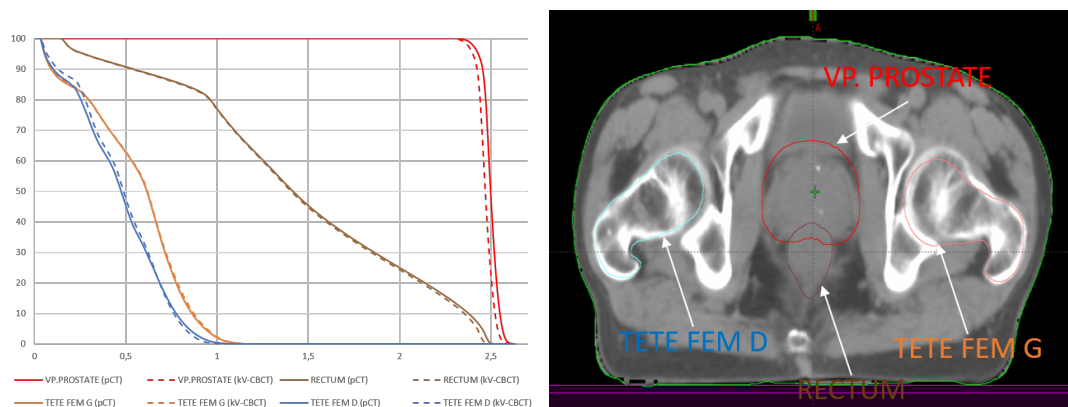 100
90
80
70
60
50
40
30
20
10
0
0 0,5 1 1,5 2 2,5
VP.PROSTATE (pCT) VP.PROSTATE (kV-CBCT) RECTUM (pCT) RECTUM (kV-CBCT)
TETE FEM G (pCT) TETE FEM G (kV-CBCT) TETE FEM D (pCT) TETE FEM D (kV-CBCT)
A
VP. PROSTATE
TETE FEM D
TETE FEM G
RECTUM